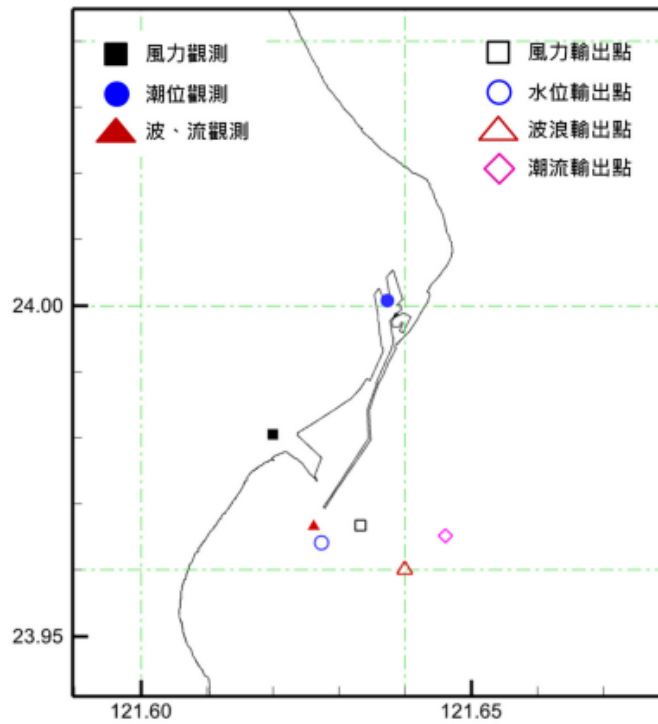 風力觀測
潮位觀測
波、流觀測
風力輸出點
水位輸出點
波浪輸出點
潮流輸出點
24.00
23.95
121.60
121.65